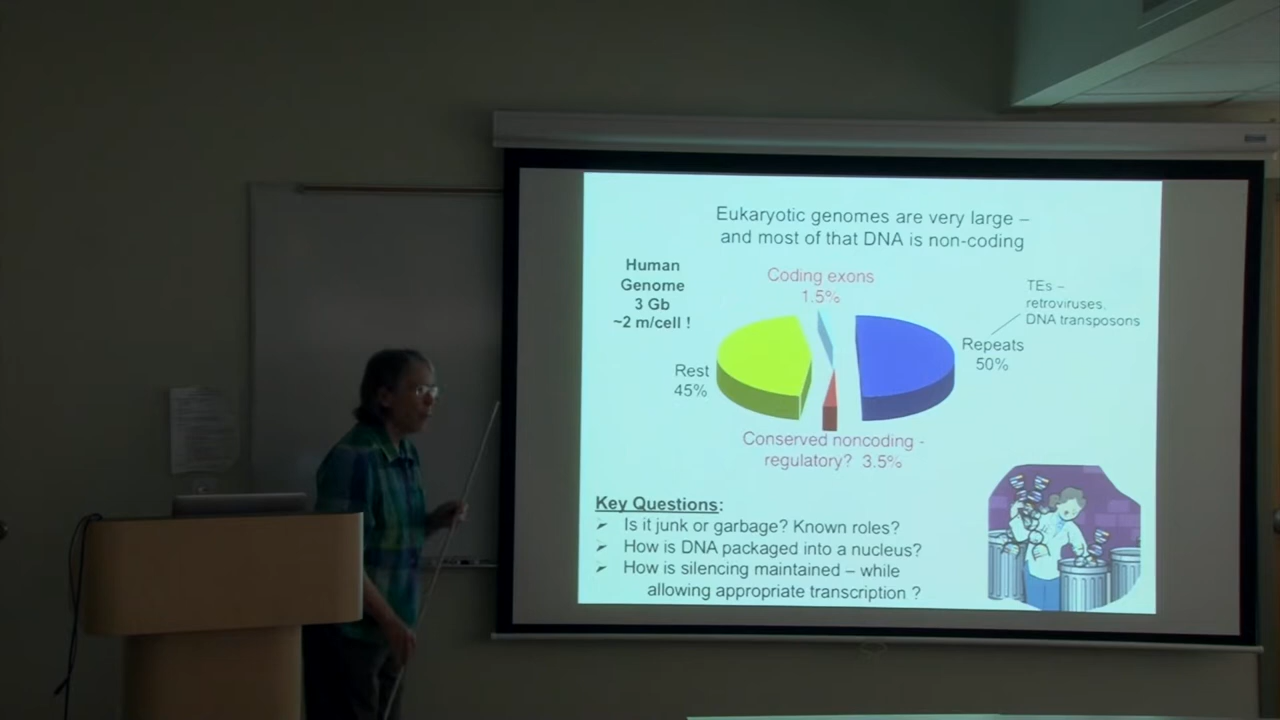 Eukaryotic genomes are very large –
and most of that DNA is non-coding
Human
Genome
3 Gb
~2 m/cell !
Coding exons
1.5%
TEs –
retroviruses,
DNA transposons
Repeats
50%
Rest
45%
Conserved noncoding -
regulatory? 3.5%
Key Questions:
➢ Is it junk or garbage? Known roles?
➢ How is DNA packaged into a nucleus?
➢ How is silencing maintained – while
allowing appropriate transcription ?